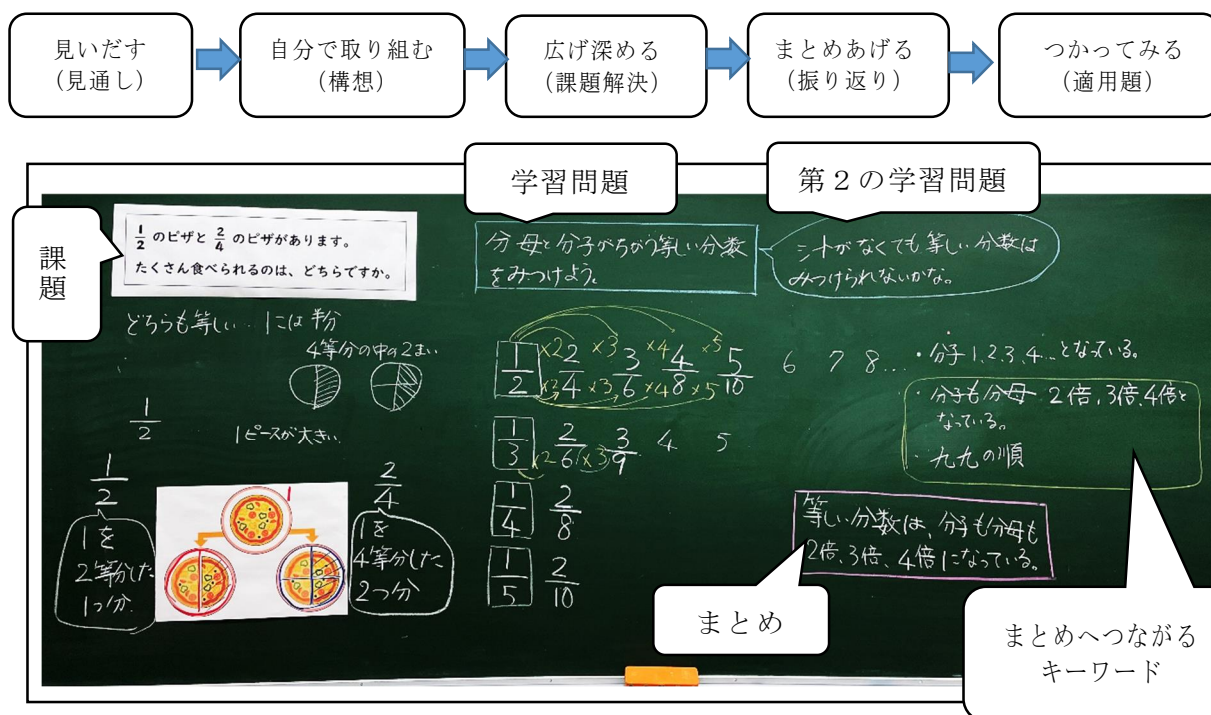 見いだす
（見通し）
自分で取り組む
（構想）
広げ深める
（課題解決）
まとめあげる
（振り返り）
つかってみる
（適用題）
学習問題
第２の学習問題
課題
1/2 のピザと 2/4 のピザがあります。
たくさん食べられるのは、どちらですか。
どちらも等しい
半分
4等分の中の2まい
1/2
1ピースが大きい
1/2
1を
2等分した
1つ分
1
2/4
1を
4等分した
2つ分
分母と分子がちがう等しい分数
をみつけよう。
シートがなくても等しい分数は
みつけられないかな。
×2 ×3 ×4 ×5
1/2 2/4 3/6 4/8 5/10 6 7 8…
×3 ×4 ×5
1/3 2/6 3/9 4 5
×2 ×3
1/4 2/8
1/5 2/10
・分子1.2.3.4…となっている。
・分子も分母 2倍、3倍、4倍と
なっている。
・九九の順
等しい分数は、分子も分母も
2倍、3倍、4倍になっている。
まとめ
まとめへつながる
キーワード